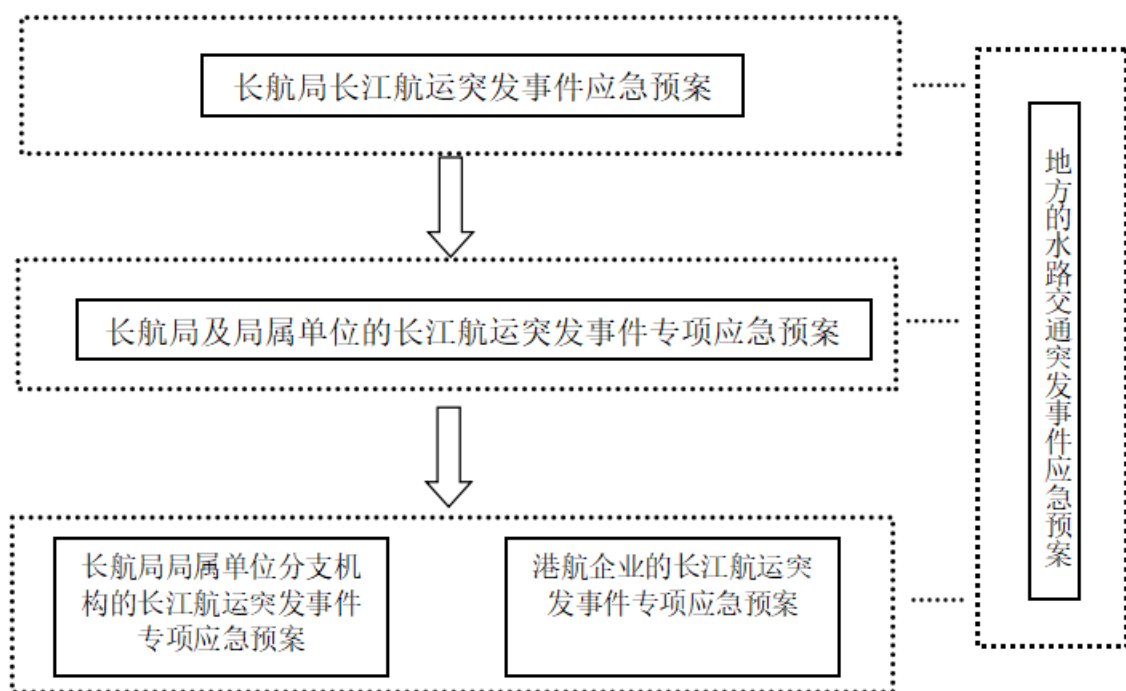 长航局长江航运突发事件应急预案
长航局及局属单位的长江航运突发事件专项应急预案
长航局局属单位分支机
构的长江航运突发事件
专项应急预案
港航企业的长江航运突
发事件专项应急预案
地方的水路交通突发事件应急预案